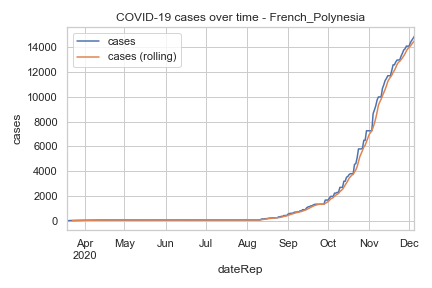 COVID-19 cases over time - French_Polynesia
cases
cases (rolling)
14000
12000
10000
8000
6000
4000
2000
0
cases
Apr May Jun Jul Aug Sep Oct Nov Dec
2020
dateRep